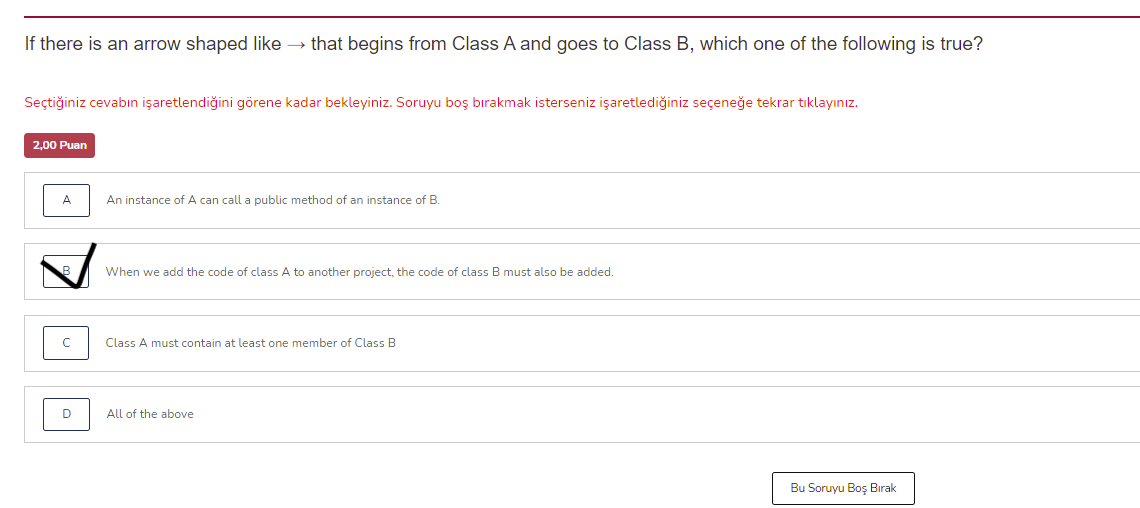 If there is an arrow shaped like → that begins from Class A and goes to Class B, which one of the following is true?
Seçtiğiniz cevabın işaretlendiğini görene kadar bekleyiniz. Soruyu boş bırakmak isterseniz işaretlediğiniz seçeneğe tekrar tıklayınız.
2,00 Puan
A An instance of A can call a public method of an instance of B.
B When we add the code of class A to another project, the code of class B must also be added.
C Class A must contain at least one member of Class B
D All of the above
Bu Soruyu Boş Bırak